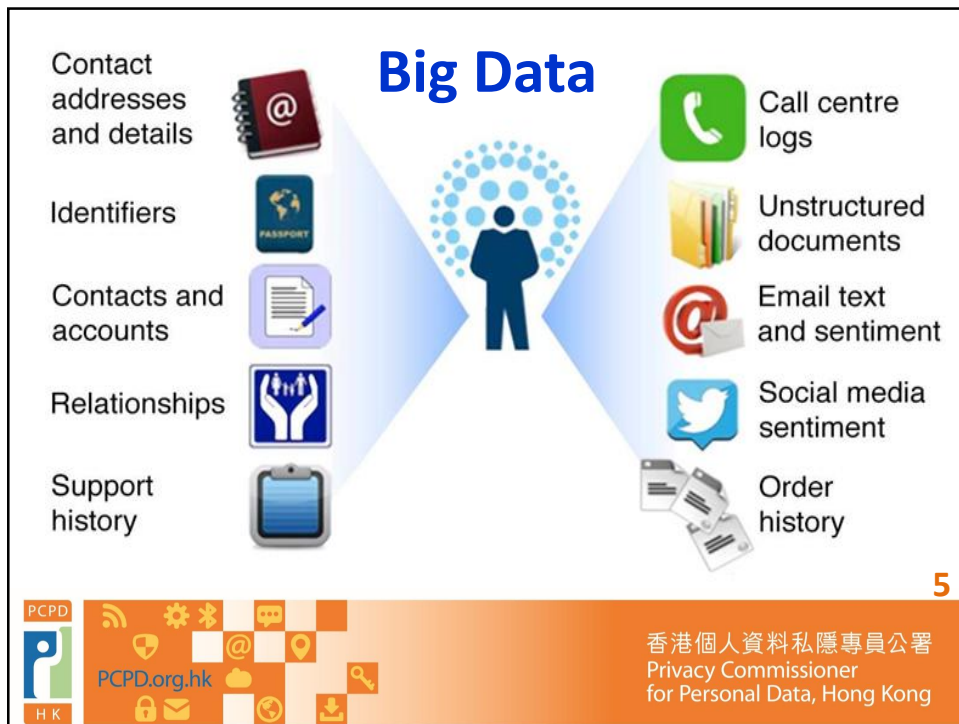 Big Data
Contact
addresses
and details
@
Identifiers
PASSPORT
Contacts and
accounts
Relationships
Support
history
Call centre
logs
Unstructured
documents
@
Email text
and sentiment
Social media
sentiment
Order
history
5
PCPD
HK
@
PCPD.org.hk
香港個人資料私隱專員公署
Privacy Commissioner
for Personal Data, Hong Kong